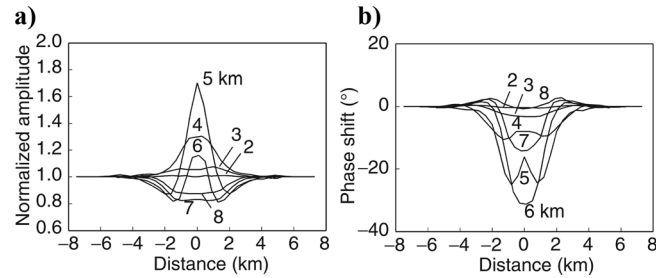 a)
Normalized amplitude
2.0
1.8
1.6
1.4
1.2
1.0
0.8
0.6
5 km
4
6
3
2
7
8
−8 −6 −4 −2 0 2 4 6 8
Distance (km)
b)
Phase shift (°)
20
0
−20
−40
2
3
8
4
7
5
6 km
−8 −6 −4 −2 0 2 4 6 8
Distance (km)